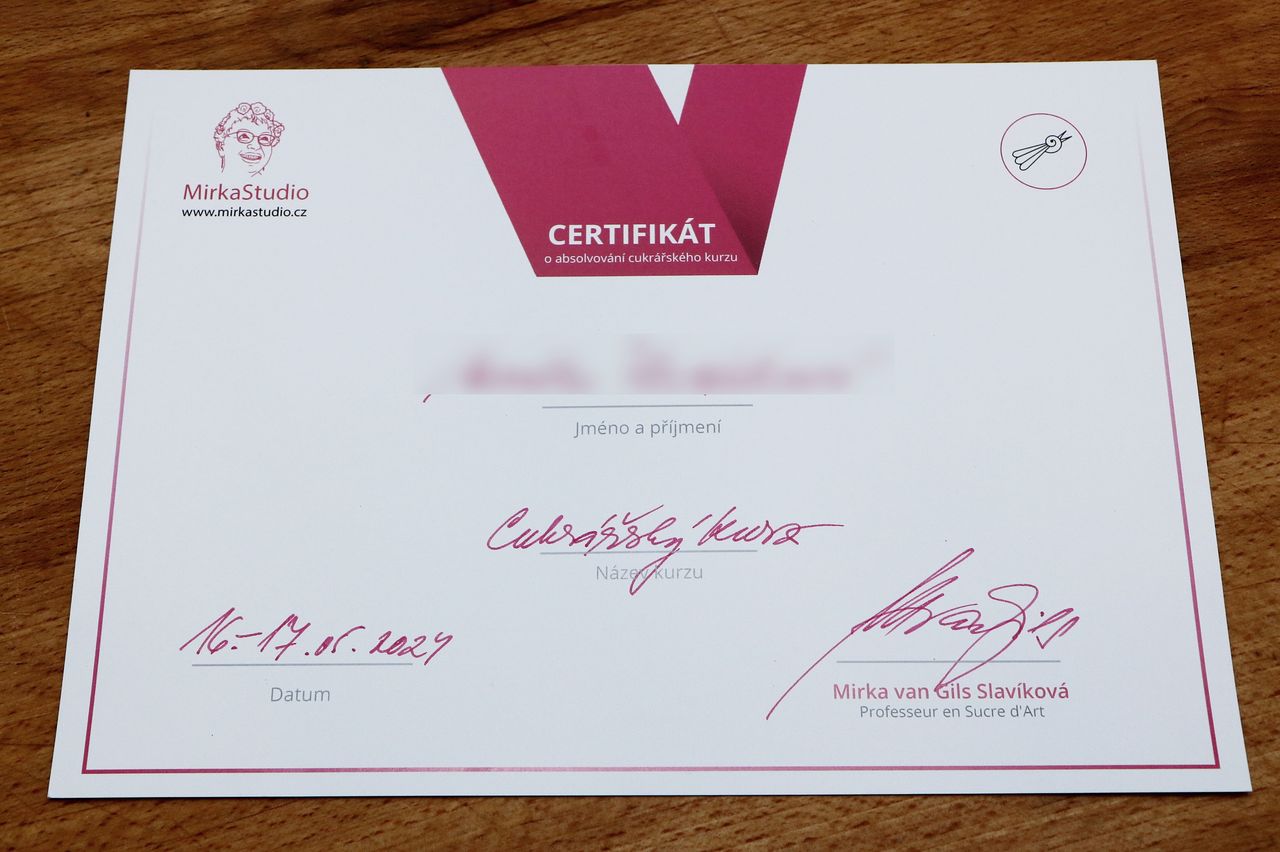 MirkaStudio
www.mirkastudio.cz
CERTIFIKÁT
o absolvování cukrářského kurzu
Jméno a příjmení
Cukrářský kurz
Název kurzu
16.-17.05.2024
Datum
Mirka van Gils Slavíková
Professeur en Sucre d'Art